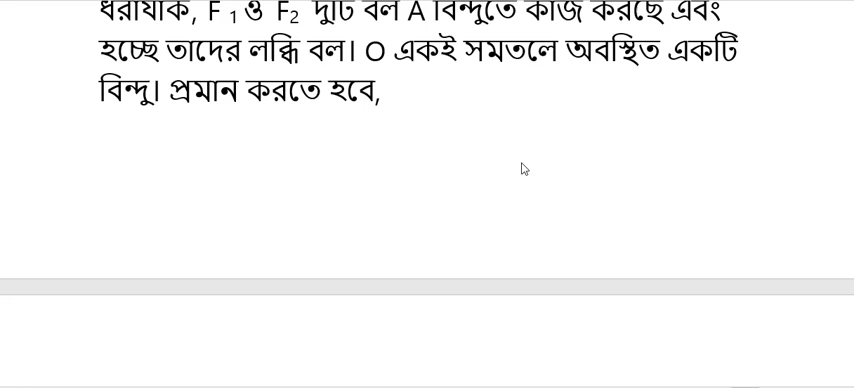 ধরাযাক, F 1 ও F2 দুটি বল A বিন্দুতে কাজ করছে এবং
হচ্ছে তাদের লব্ধি বল। O একই সমতলে অবস্থিত একটি
বিন্দু। প্রমান করতে হবে,